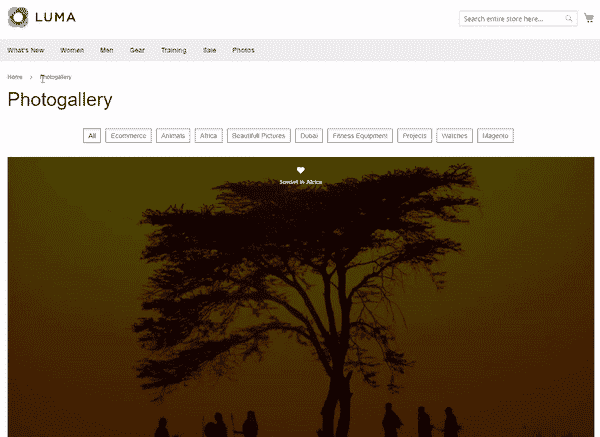 LUMA
Search entire store here...
What's New Women Men Gear Training Sale Photos
Home > Photogallery
Photogallery
All Ecommerce Animals Africa Beautifull Pictures Dubai Fitness Equipment Projects Watches Magento
Sunset in Africa